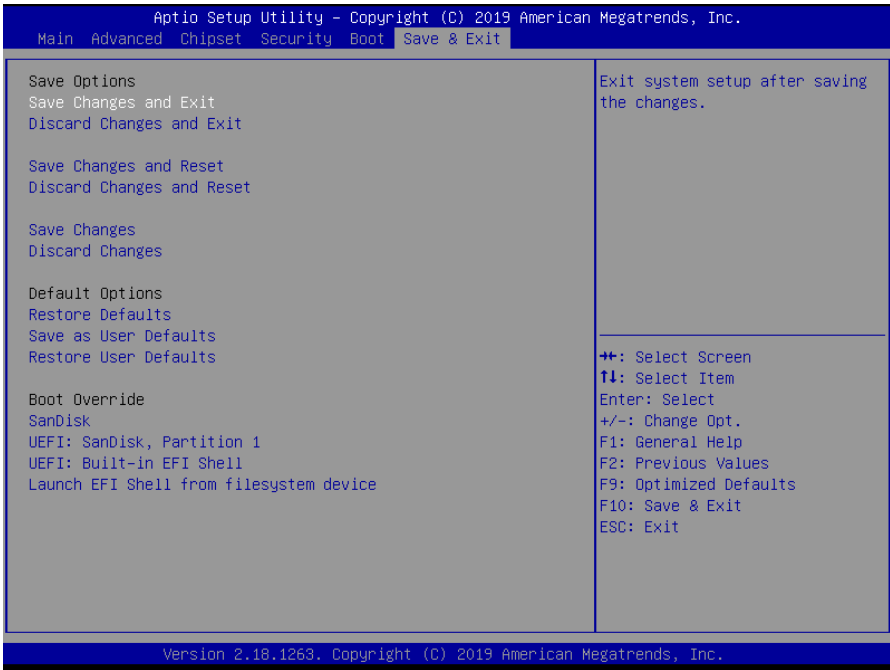 Aptio Setup Utility – Copyright (C) 2019 American Megatrends, Inc.
Main Advanced Chipset Security Boot Save & Exit
Save Options
Save Changes and Exit
Discard Changes and Exit
Save Changes and Reset
Discard Changes and Reset
Save Changes
Discard Changes
Default Options
Restore Defaults
Save as User Defaults
Restore User Defaults
Boot Override
SanDisk
UEFI: SanDisk, Partition 1
UEFI: Built-in EFI Shell
Launch EFI Shell from filesystem device
Exit system setup after saving
the changes.
→←: Select Screen
↑↓: Select Item
Enter: Select
+/-: Change Opt.
F1: General Help
F2: Previous Values
F9: Optimized Defaults
F10: Save & Exit
ESC: Exit
Version 2.18.1263. Copyright (C) 2019 American Megatrends, Inc.